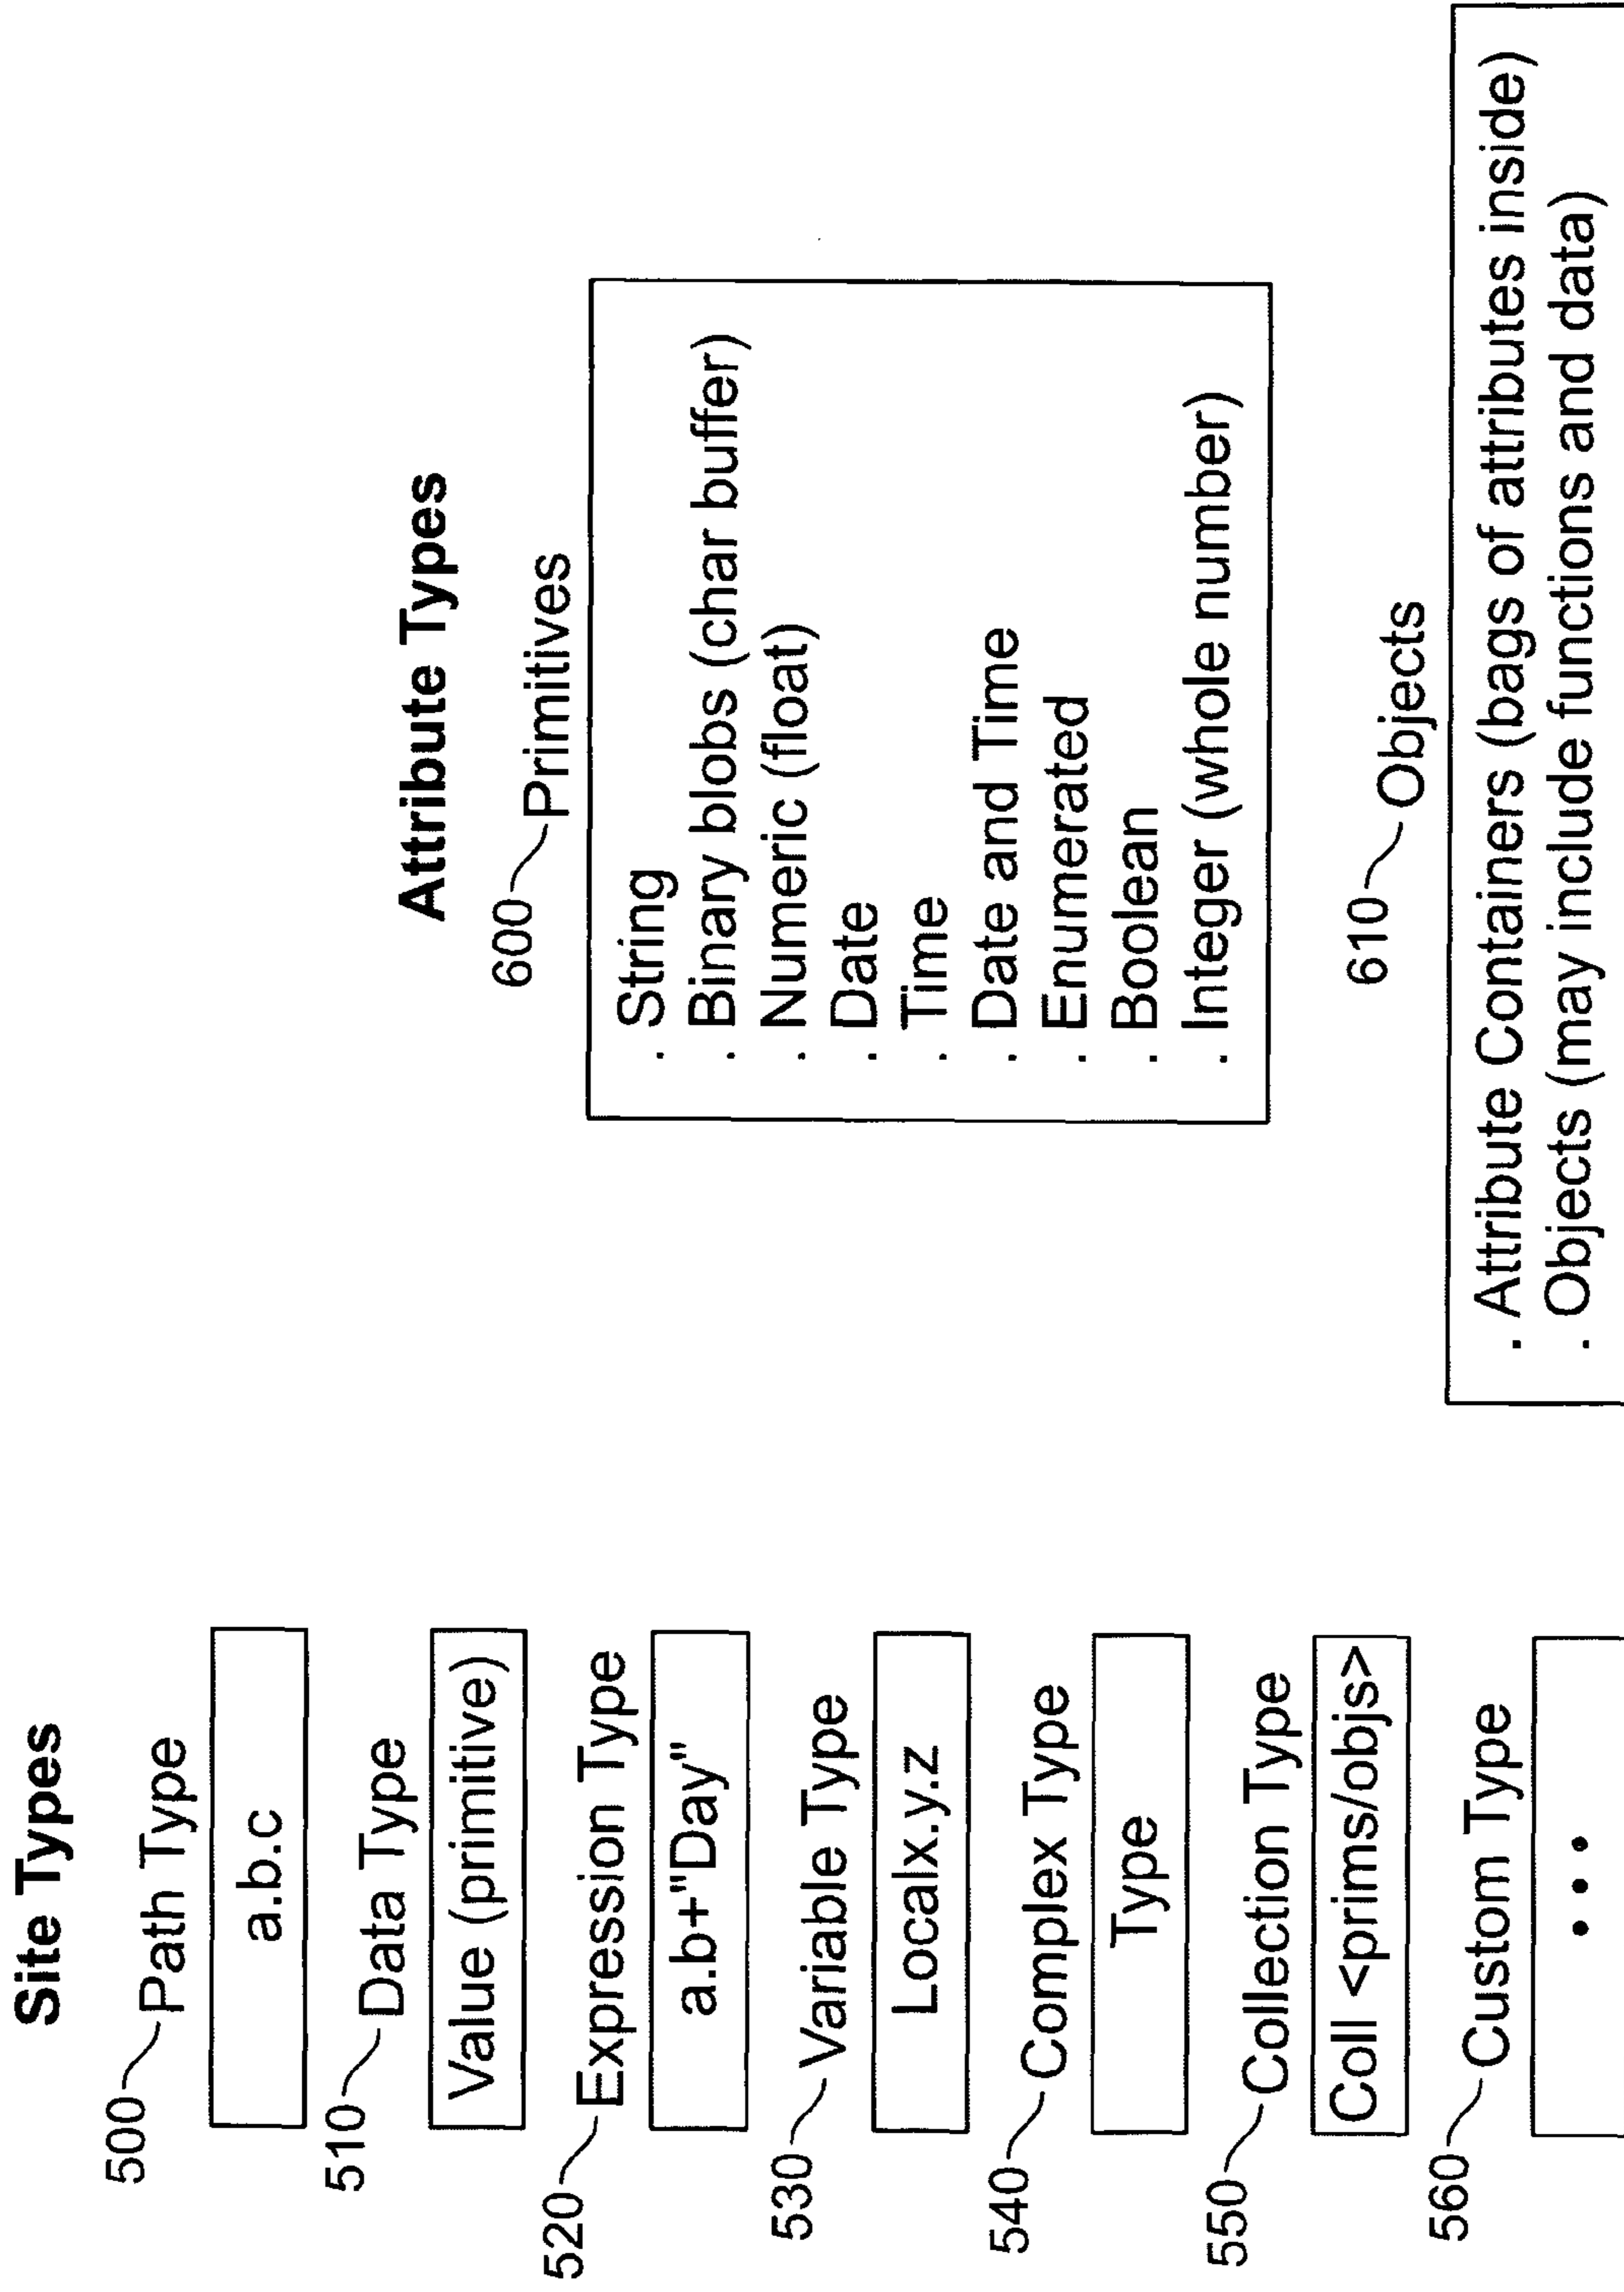 Site Types
500 Path Type
a.b.c
510 Data Type
Value (primitive)
520 Expression Type
a.b+"Day"
530 Variable Type
Localx.y.z
540 Complex Type
Type
550 Collection Type
Coll <prims/objs>
560 Custom Type
• • •
Attribute Types
600 Primitives
. String
. Binary blobs (char buffer)
. Numeric (float)
. Date
. Time
. Date and Time
. Enumerated
. Boolean
. Integer (whole number)
610 Objects
. Attribute Containers (bags of attributes inside)
. Objects (may include functions and data)